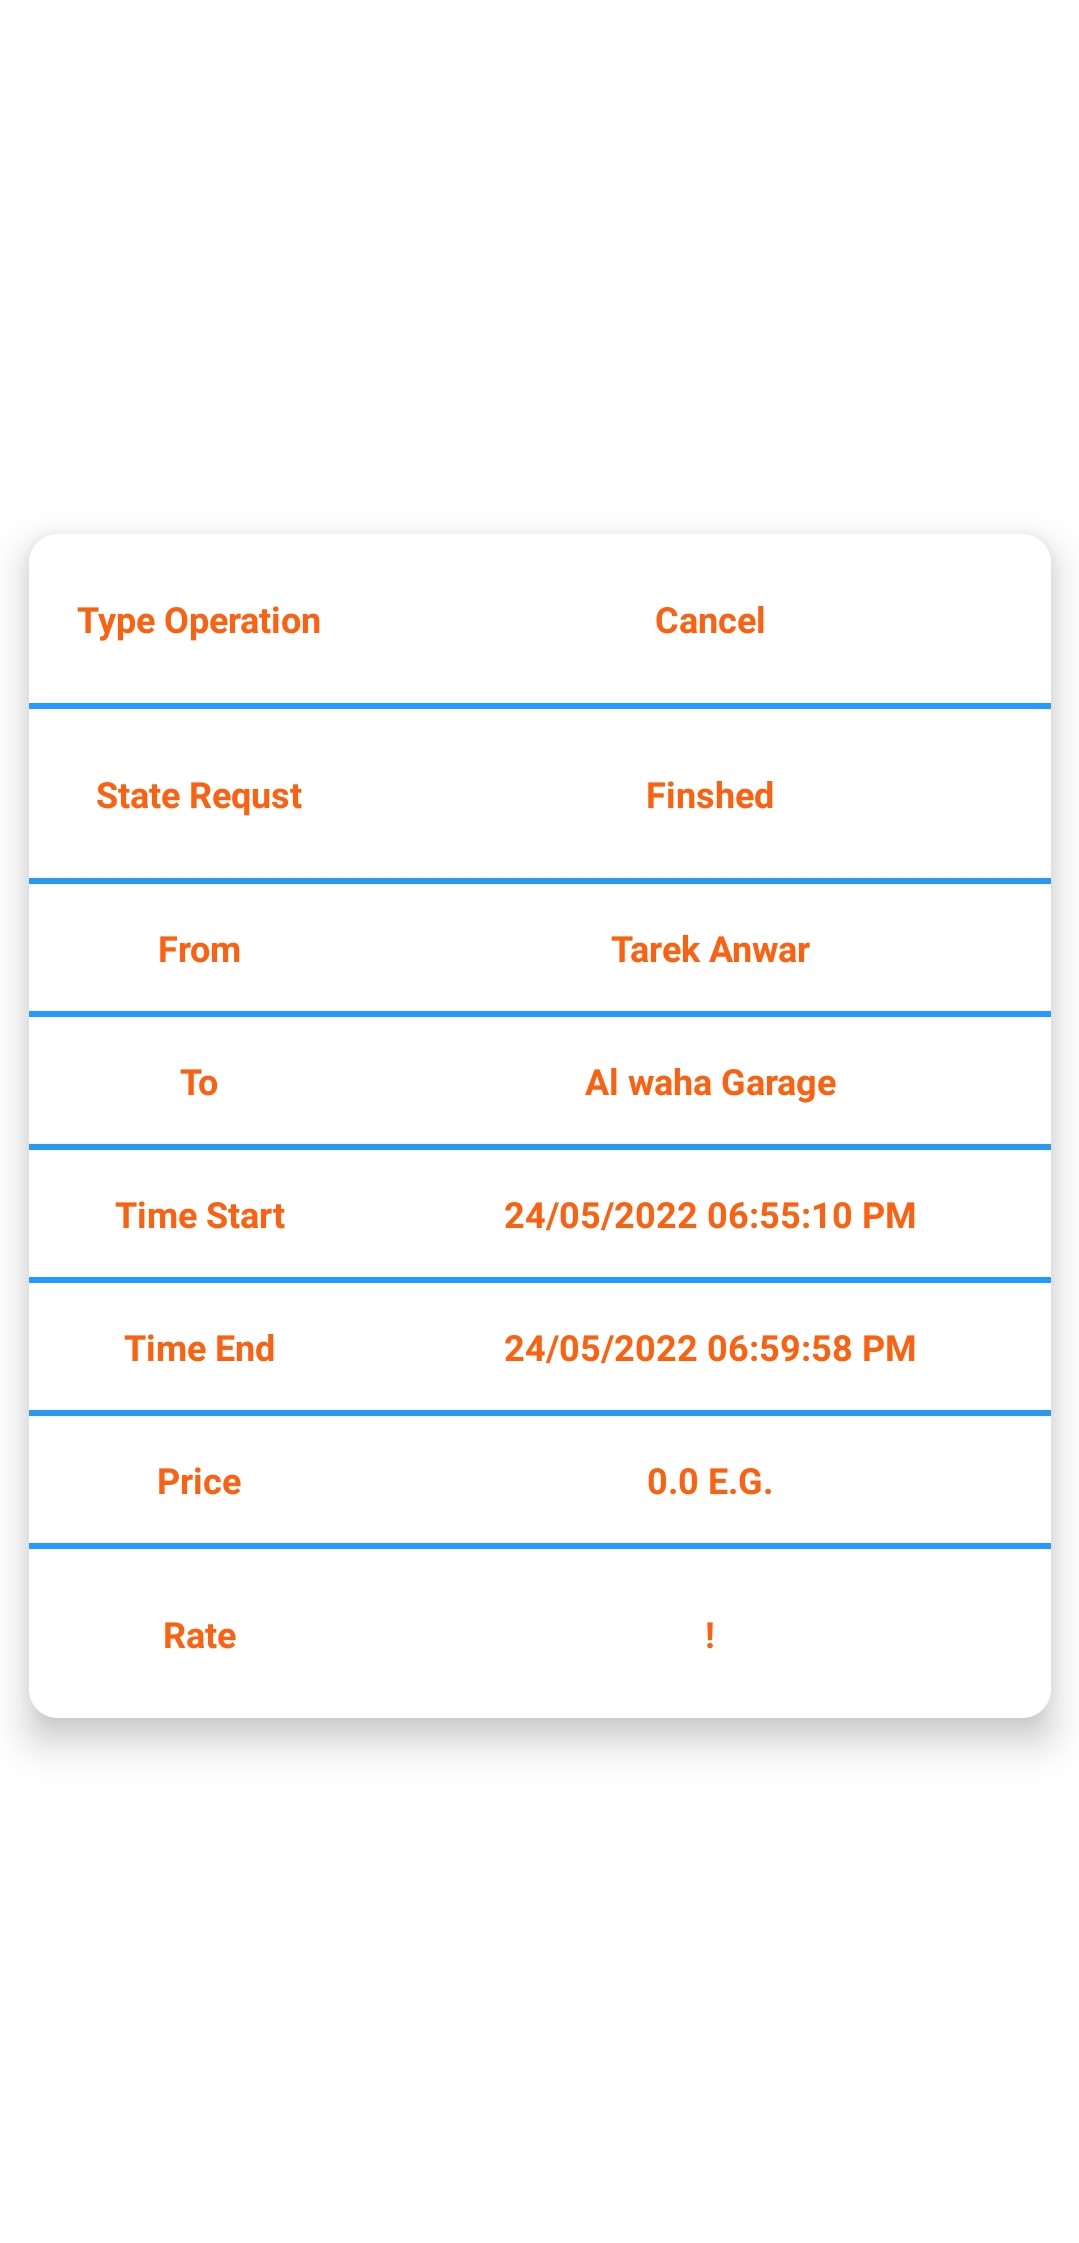 Type Operation Cancel
State Requst Finshed
From Tarek Anwar
To Al waha Garage
Time Start 24/05/2022 06:55:10 PM
Time End 24/05/2022 06:59:58 PM
Price 0.0 E.G.
Rate !